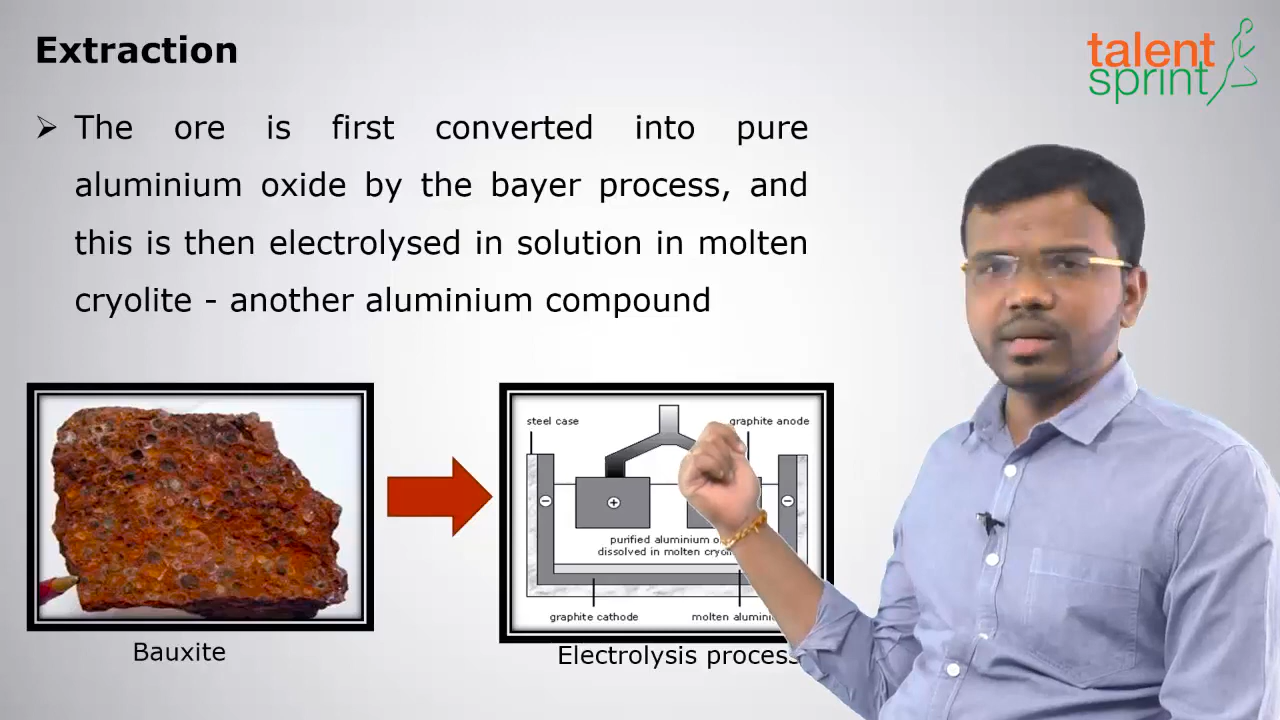 Extraction
talent
sprint
➢ The ore is first converted into pure
aluminium oxide by the bayer process, and
this is then electrolysed in solution in molten
cryolite - another aluminium compound
steel case
graphite anode
purified aluminium
dissolved in molten
graphite cathode
molten
Bauxite
Electrolysis process